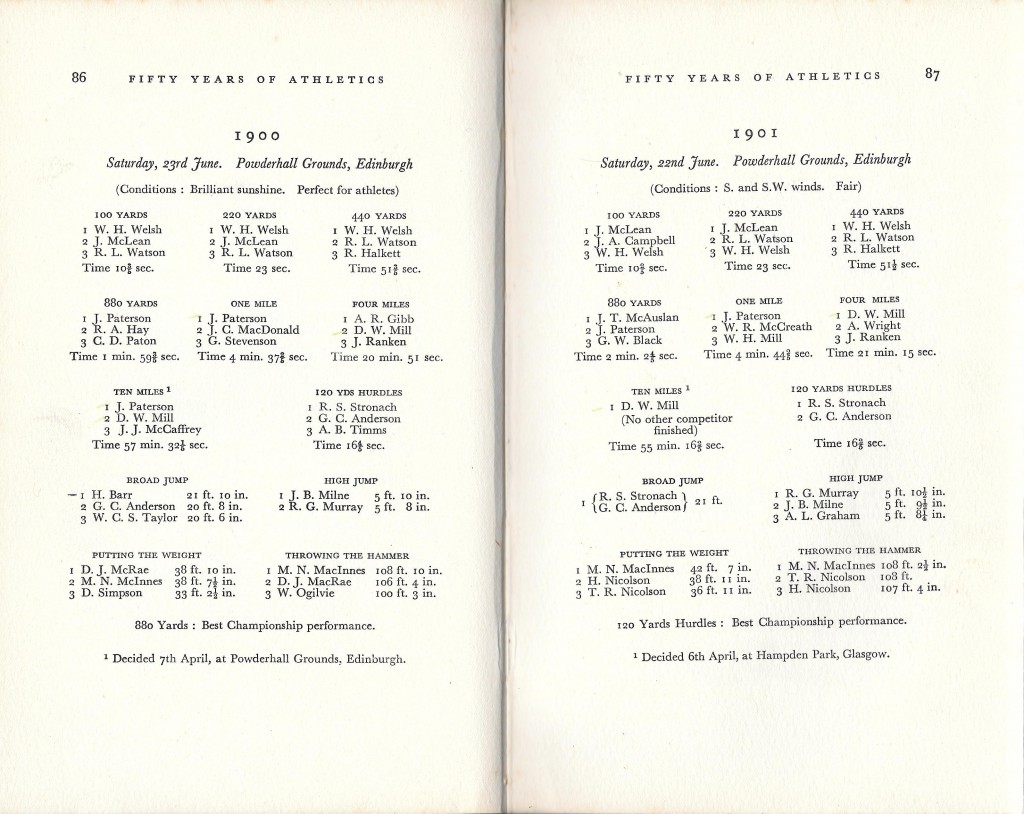 86 FIFTY YEARS OF ATHLETICS
1900
Saturday, 23rd June. Powderhall Grounds, Edinburgh
(Conditions : Brilliant sunshine. Perfect for athletes)
100 YARDS
1 W. H. Welsh
2 J. McLean
3 R. L. Watson
Time 10⅖ sec.
220 YARDS
1 W. H. Welsh
2 J. McLean
3 R. L. Watson
Time 23 sec.
440 YARDS
1 W. H. Welsh
2 R. L. Watson
3 R. Halkett
Time 51⅗ sec.
880 YARDS
1 J. Paterson
2 R. A. Hay
3 C. D. Paton
Time 1 min. 59⅗ sec.
ONE MILE
1 J. Paterson
2 J. C. MacDonald
3 G. Stevenson
Time 4 min. 37⅗ sec.
FOUR MILES
1 A. R. Gibb
2 D. W. Mill
3 J. Ranken
Time 20 min. 51 sec.
TEN MILES ¹
1 J. Paterson
2 D. W. Mill
3 J. J. McCaffrey
Time 57 min. 32⅘ sec.
120 YDS HURDLES
1 R. S. Stronach
2 G. C. Anderson
3 A. B. Timms
Time 16⅘ sec.
BROAD JUMP
1 H. Barr 21 ft. 10 in.
2 G. C. Anderson 20 ft. 8 in.
3 W. C. S. Taylor 20 ft. 6 in.
HIGH JUMP
1 J. B. Milne 5 ft. 10 in.
2 R. G. Murray 5 ft. 8 in.
PUTTING THE WEIGHT
1 D. J. McRae 38 ft. 10 in.
2 M. N. McInnes 38 ft. 7½ in.
3 D. Simpson 33 ft. 2½ in.
THROWING THE HAMMER
1 M. N. MacInnes 108 ft. 10 in.
2 D. J. MacRae 106 ft. 4 in.
3 W. Ogilvie 100 ft. 3 in.
880 Yards : Best Championship performance.
¹ Decided 7th April, at Powderhall Grounds, Edinburgh.
FIFTY YEARS OF ATHLETICS 87
1901
Saturday, 22nd June. Powderhall Grounds, Edinburgh
(Conditions : S. and S.W. winds. Fair)
100 YARDS
1 J. McLean
2 J. A. Campbell
3 W. H. Welsh
Time 10⅖ sec.
220 YARDS
1 J. McLean
2 R. L. Watson
3 W. H. Welsh
Time 23 sec.
440 YARDS
1 W. H. Welsh
2 R. L. Watson
3 R. Halkett
Time 51½ sec.
880 YARDS
1 J. T. McAuslan
2 J. Paterson
3 G. W. Black
Time 2 min. 2⅘ sec.
ONE MILE
1 J. Paterson
2 W. R. McCreath
3 W. H. Mill
Time 4 min. 44⅖ sec.
FOUR MILES
1 D. W. Mill
2 A. Wright
3 J. Ranken
Time 21 min. 15 sec.
TEN MILES ¹
1 D. W. Mill
(No other competitor
finished)
Time 55 min. 16⅖ sec.
120 YARDS HURDLES
1 R. S. Stronach
2 G. C. Anderson
Time 16⅖ sec.
BROAD JUMP
1 {R. S. Stronach} 21 ft.
{G. C. Anderson}
HIGH JUMP
1 R. G. Murray 5 ft. 10½ in.
2 J. B. Milne 5 ft. 9½ in.
3 A. L. Graham 5 ft. 8¼ in.
PUTTING THE WEIGHT
1 M. N. MacInnes 42 ft. 7 in.
2 H. Nicolson 38 ft. 11 in.
3 T. R. Nicolson 36 ft. 11 in.
THROWING THE HAMMER
1 M. N. MacInnes 108 ft. 2½ in.
2 T. R. Nicolson 108 ft.
3 H. Nicolson 107 ft. 4 in.
120 Yards Hurdles : Best Championship performance.
¹ Decided 6th April, at Hampden Park, Glasgow.